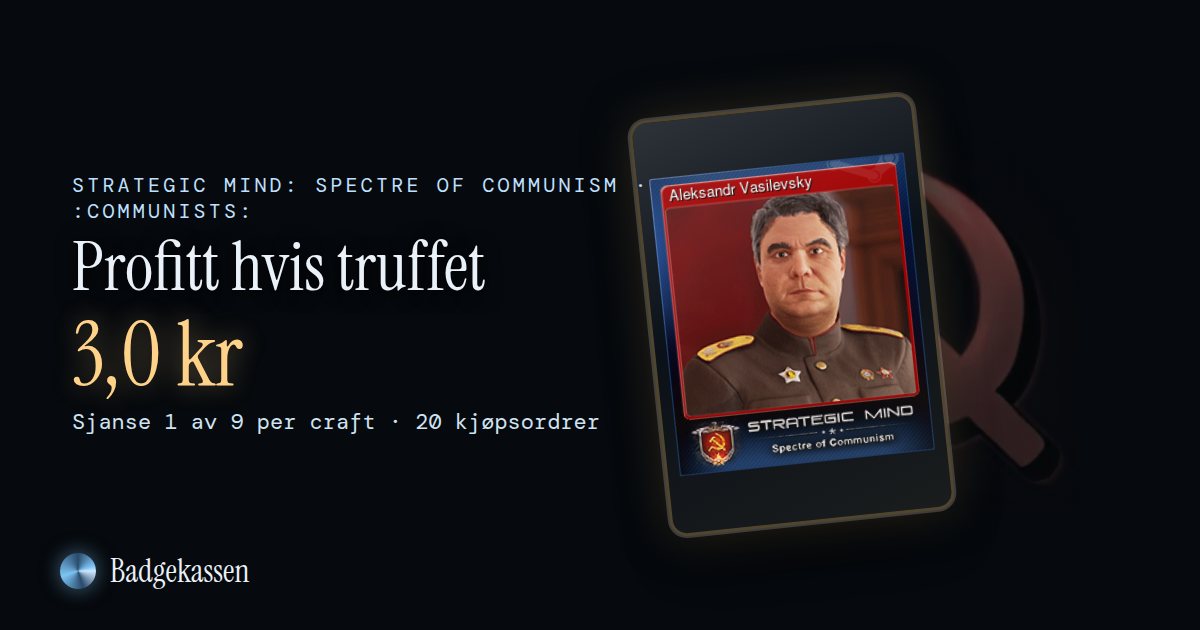 STRATEGIC MIND: SPECTRE OF COMMUNISM ·
:COMMUNISTS:
Profitt hvis truffet
3,0 kr
Sjanse 1 av 9 per craft · 20 kjøpsordrer
Aleksandr Vasilevsky
STRATEGIC MIND
Spectre of Communism
Badgekassen